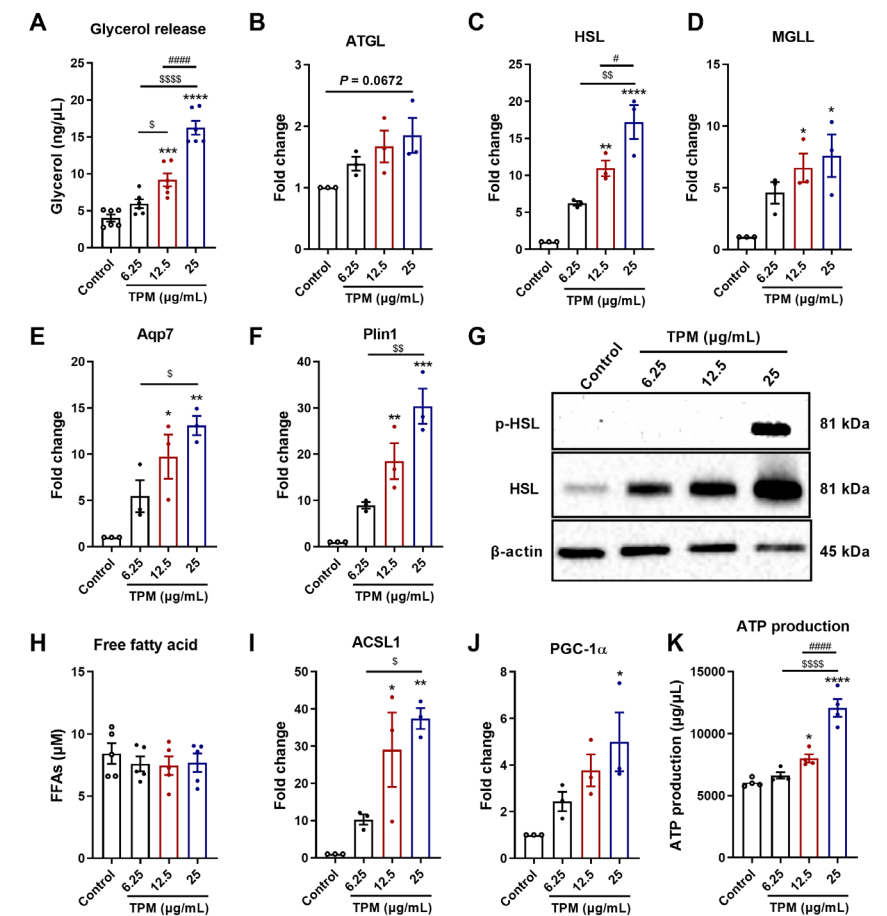 A
Glycerol release
####
$$$$
****
$
***
Glycerol (ng/µL)
25
20
15
10
5
0
Control
6.25
12.5
25
TPM (µg/mL)
B
ATGL
P = 0.0672
Fold change
3
2
1
0
Control
6.25
12.5
25
TPM (µg/mL)
C
HSL
#
$$
****
**
Fold change
25
20
15
10
5
0
Control
6.25
12.5
25
TPM (µg/mL)
D
MGLL
*
*
Fold change
15
10
5
0
Control
6.25
12.5
25
TPM (µg/mL)
E
Aqp7
$
*
**
Fold change
20
15
10
5
0
Control
6.25
12.5
25
TPM (µg/mL)
F
Plin1
$$
***
**
Fold change
40
30
20
10
0
Control
6.25
12.5
25
TPM (µg/mL)
G
TPM (µg/mL)
Control
6.25
12.5
25
p-HSL
81 kDa
HSL
81 kDa
β-actin
45 kDa
H
Free fatty acid
FFAs (µM)
15
10
5
0
Control
6.25
12.5
25
TPM (µg/mL)
I
ACSL1
$
*
**
Fold change
50
40
30
20
10
0
Control
6.25
12.5
25
TPM (µg/mL)
J
PGC-1α
*
Fold change
8
6
4
2
0
Control
6.25
12.5
25
TPM (µg/mL)
K
ATP production
####
$$$$
****
*
ATP production (µg/µL)
15000
10000
5000
0
Control
6.25
12.5
25
TPM (µg/mL)